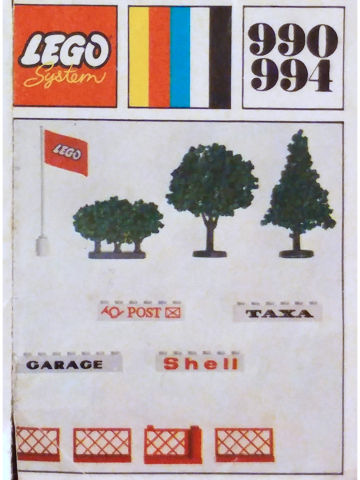 LEGO
System
990
994
LEGO
POST
TAXA
GARAGE
Shell